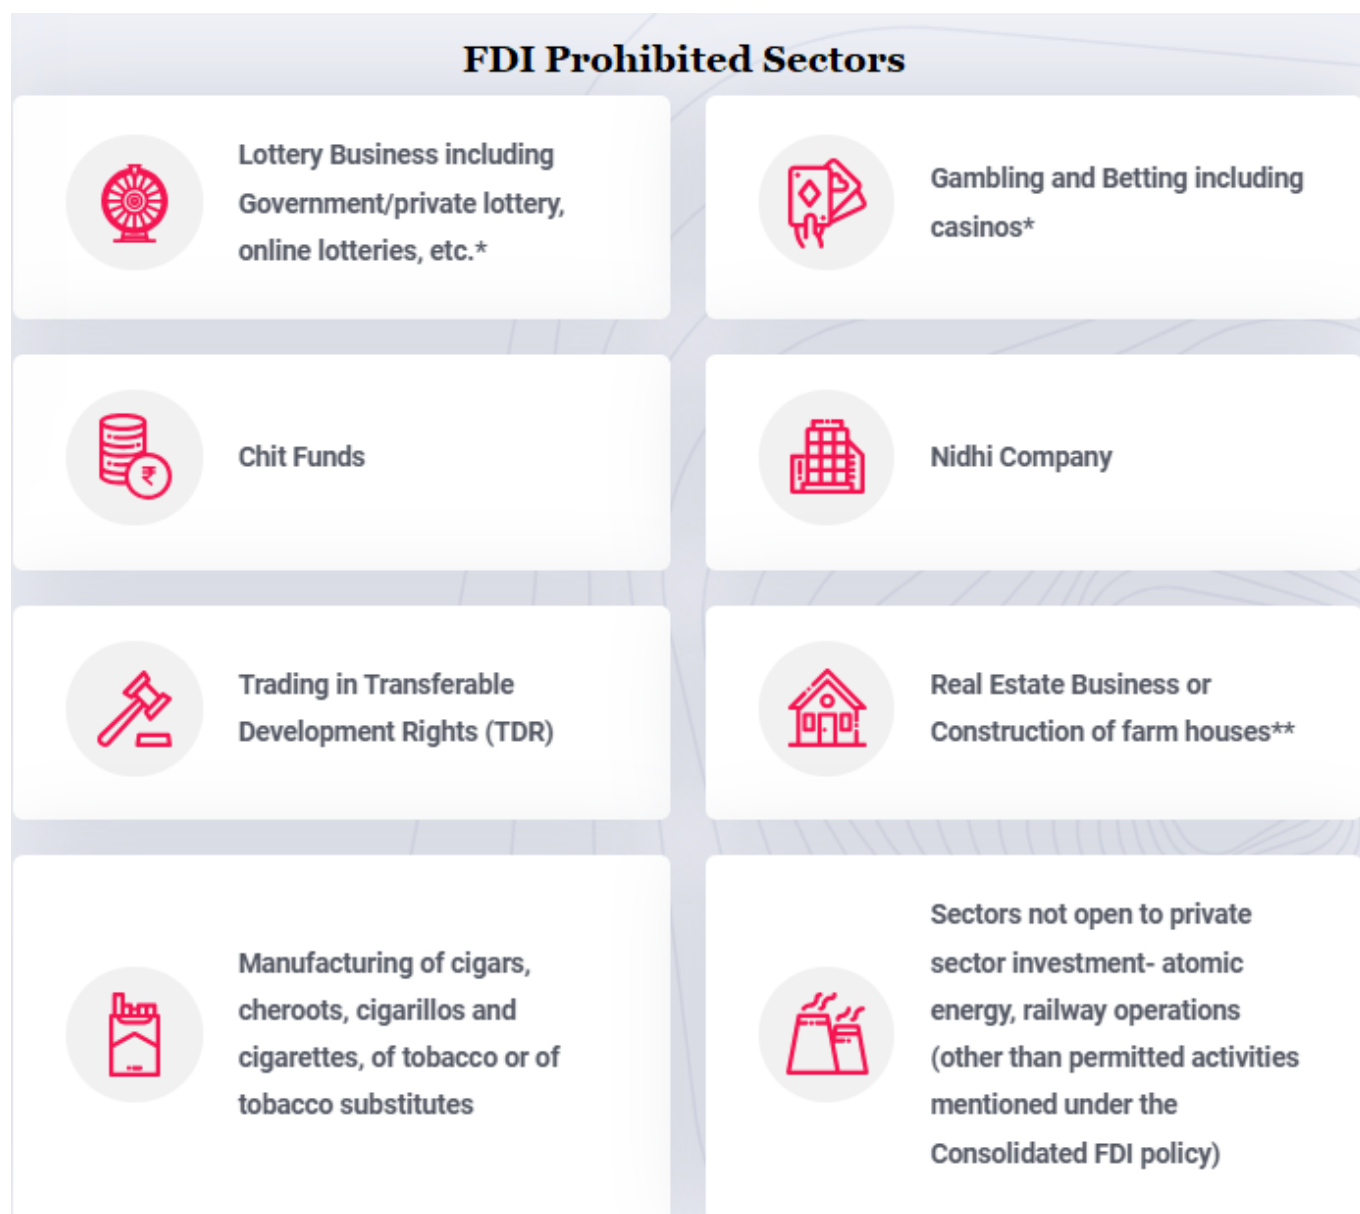 FDI Prohibited Sectors
Lottery Business including
Government/private lottery,
online lotteries, etc.*
Gambling and Betting including
casinos*
Chit Funds
Nidhi Company
Trading in Transferable
Development Rights (TDR)
Real Estate Business or
Construction of farm houses**
Manufacturing of cigars,
cheroots, cigarillos and
cigarettes, of tobacco or of
tobacco substitutes
Sectors not open to private
sector investment- atomic
energy, railway operations
(other than permitted activities
mentioned under the
Consolidated FDI policy)